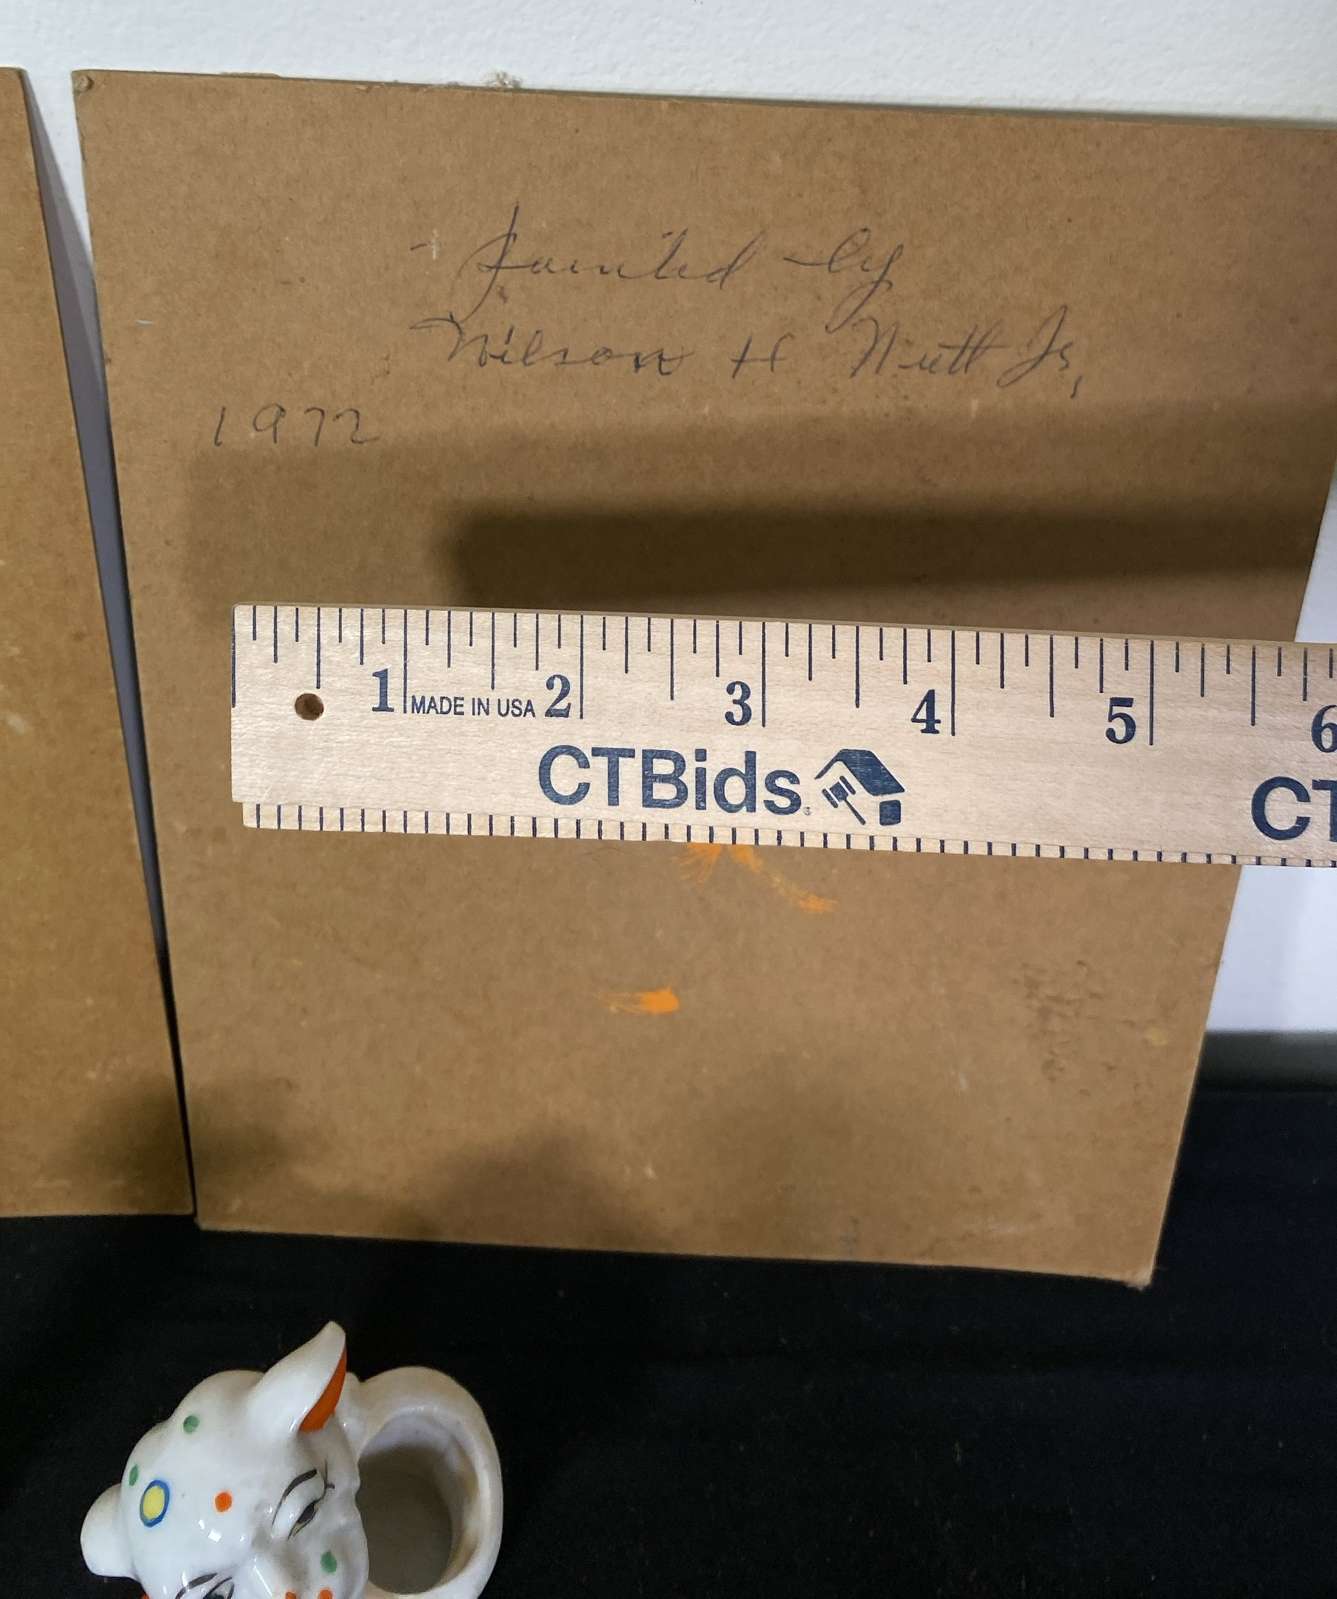 Painted by
Wilson H Nutt Jr,
1972
1 MADE IN USA 2 3 4 5 6
CTBids CT